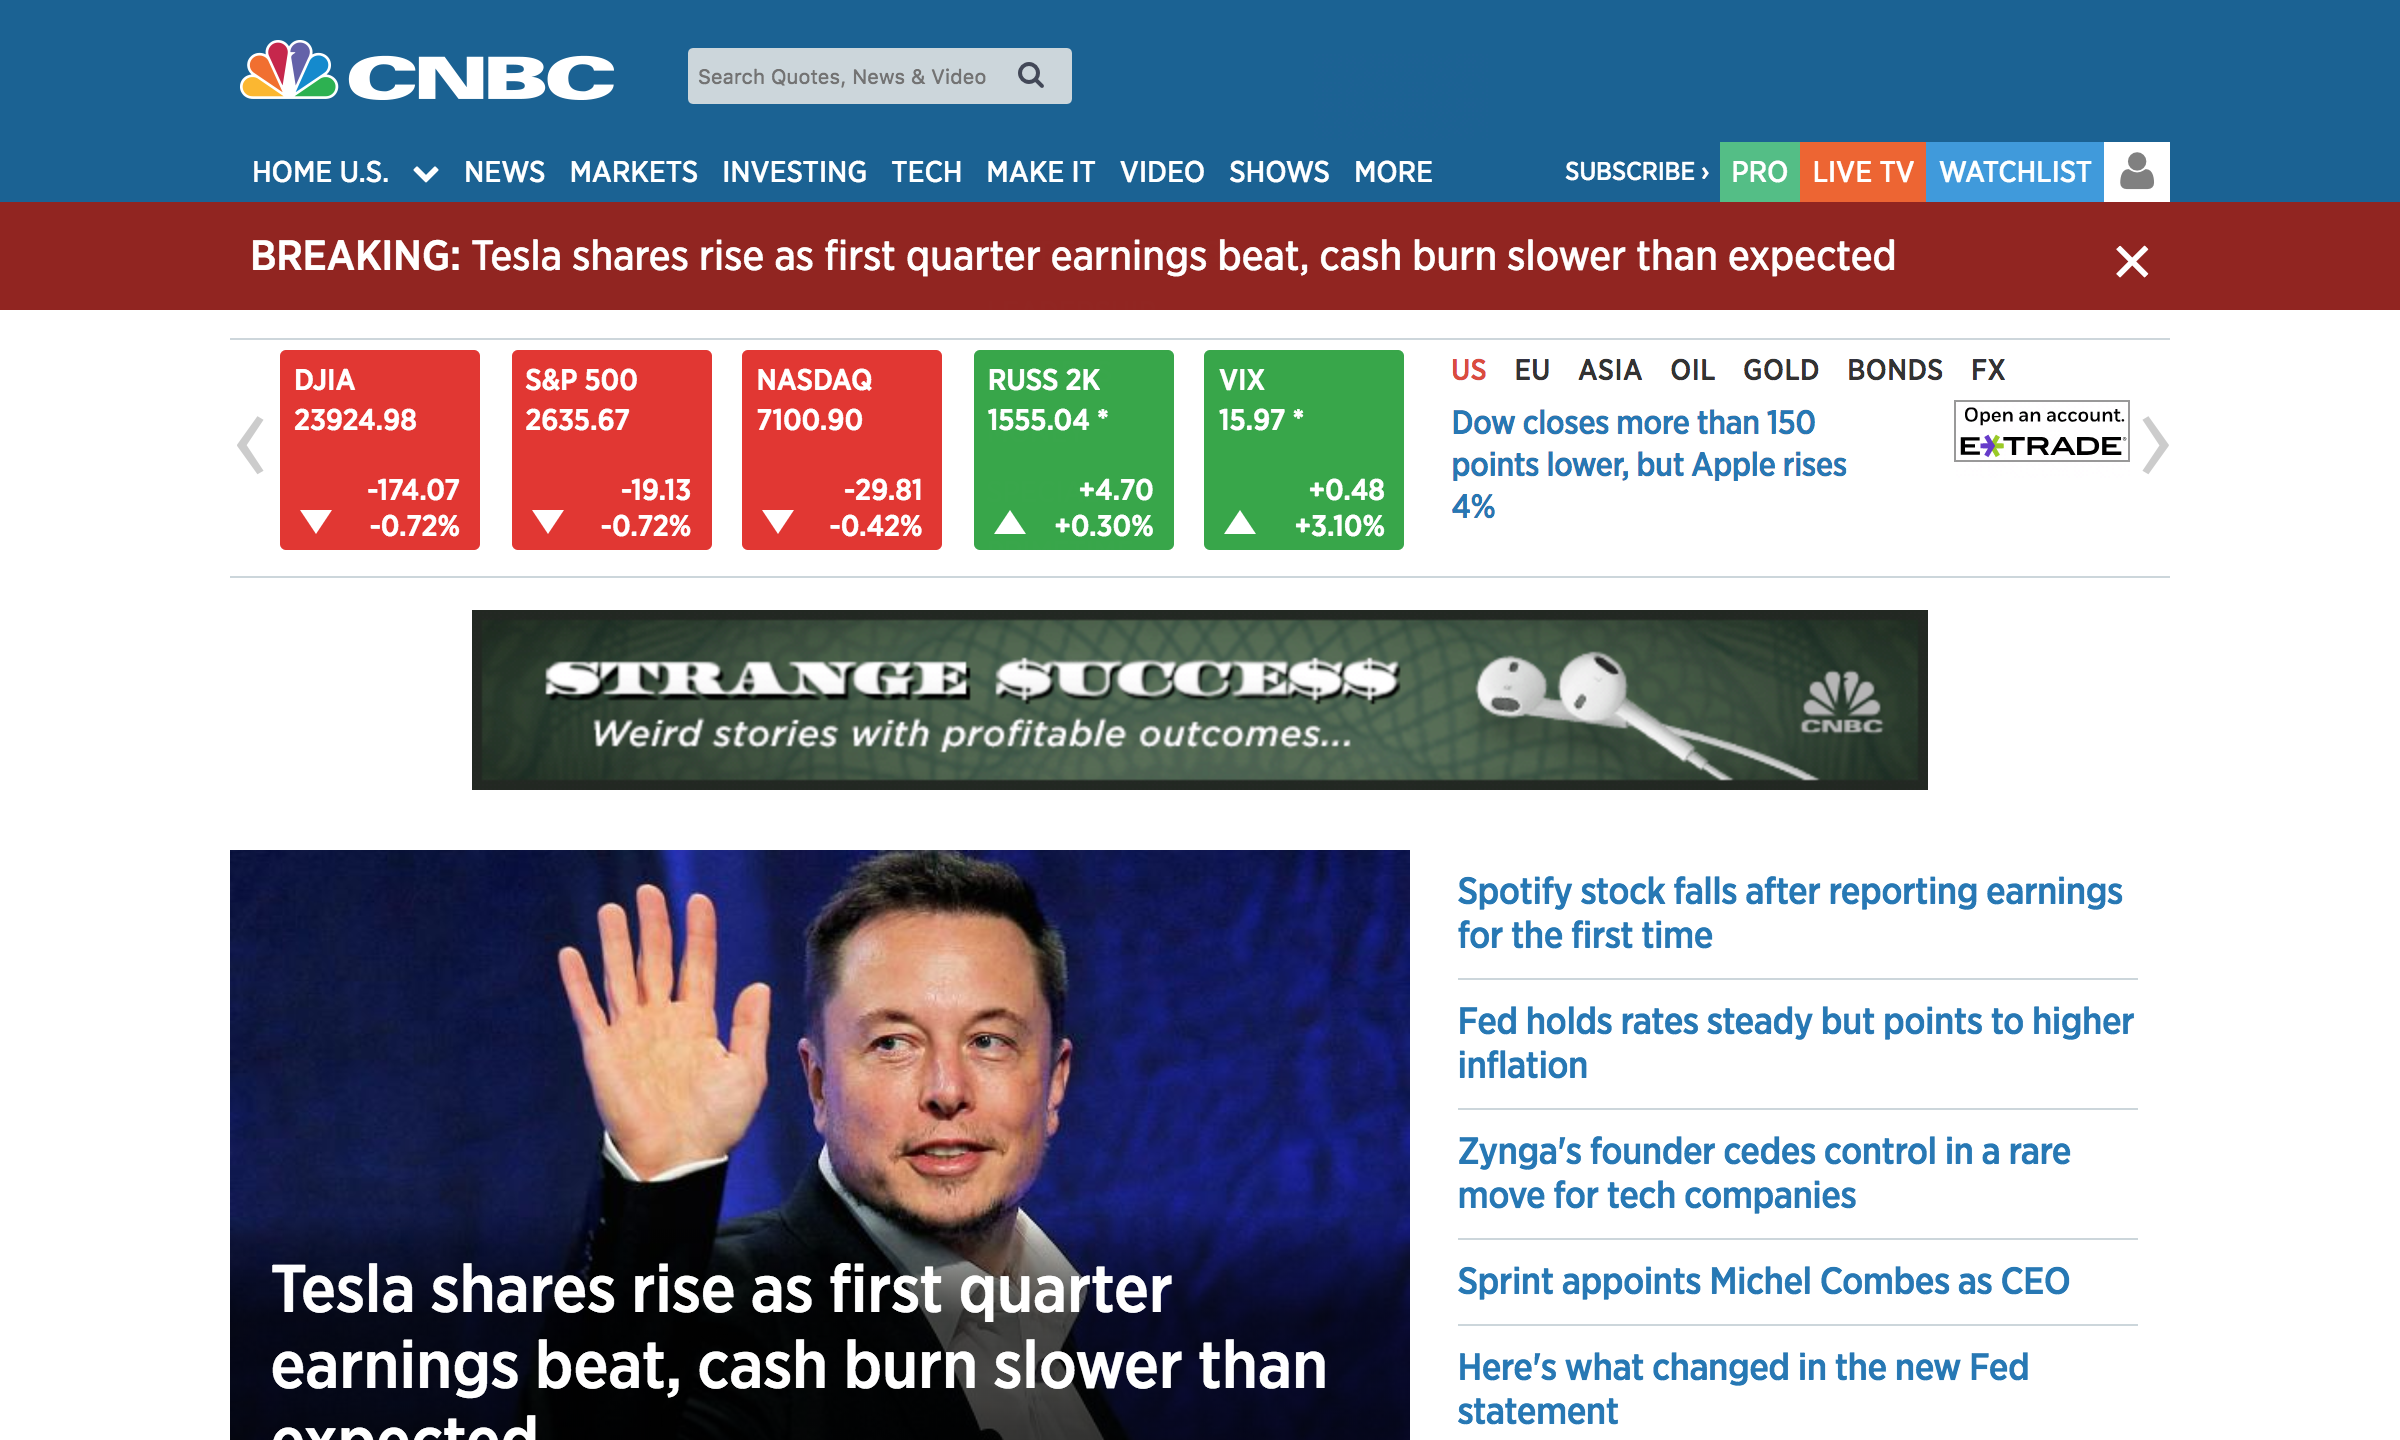 CNBC
Search Quotes, News & Video
HOME U.S. NEWS MARKETS INVESTING TECH MAKE IT VIDEO SHOWS MORE SUBSCRIBE › PRO LIVE TV WATCHLIST
BREAKING: Tesla shares rise as first quarter earnings beat, cash burn slower than expected
DJIA
23924.98
-174.07
-0.72%
S&P 500
2635.67
-19.13
-0.72%
NASDAQ
7100.90
-29.81
-0.42%
RUSS 2K
1555.04 *
+4.70
+0.30%
VIX
15.97 *
+0.48
+3.10%
US EU ASIA OIL GOLD BONDS FX
Dow closes more than 150
points lower, but Apple rises
4%
Open an account.
E*TRADE
STRANGE $UCCE$$
Weird stories with profitable outcomes...
CNBC
Tesla shares rise as first quarter
earnings beat, cash burn slower than
expected
Spotify stock falls after reporting earnings
for the first time
Fed holds rates steady but points to higher
inflation
Zynga's founder cedes control in a rare
move for tech companies
Sprint appoints Michel Combes as CEO
Here's what changed in the new Fed
statement